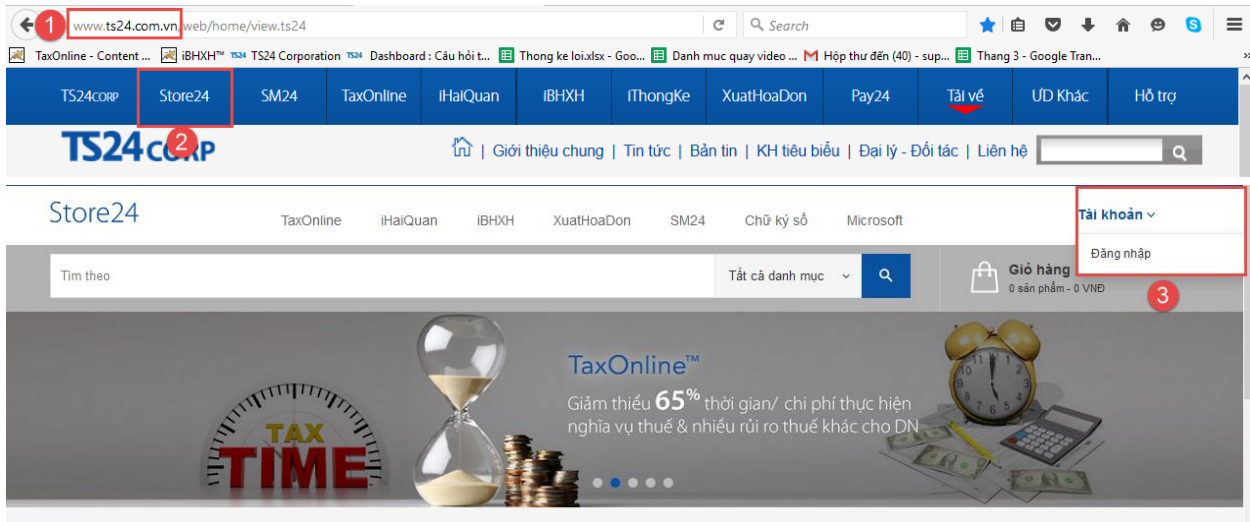 1 www.ts24.com.vn/web/home/view.ts24 Search
TaxOnline - Content ... iBHXH™ TS24 TS24 Corporation TS24 Dashboard : Câu hỏi t... Thong ke loi.xlsx - Goo... Danh muc quay video ... Hộp thư đến (40) - sup... Thang 3 - Google Tran...
TS24CORP Store24 SM24 TaxOnline iHaiQuan iBHXH iThongKe XuatHoaDon Pay24 Tải về ƯD Khác Hỗ trợ
2
TS24 CORP | Giới thiệu chung | Tin tức | Bản tin | KH tiêu biểu | Đại lý - Đối tác | Liên hệ
Store24 TaxOnline iHaiQuan iBHXH XuatHoaDon SM24 Chữ ký số Microsoft Tài khoản
Đăng nhập
Tìm theo Tất cả danh mục Giỏ hàng
0 sản phẩm - 0 VNĐ
3
TaxOnline™
Giảm thiểu 65% thời gian/ chi phí thực hiện
nghĩa vụ thuế & nhiều rủi ro thuế khác cho DN
TAX
TIME